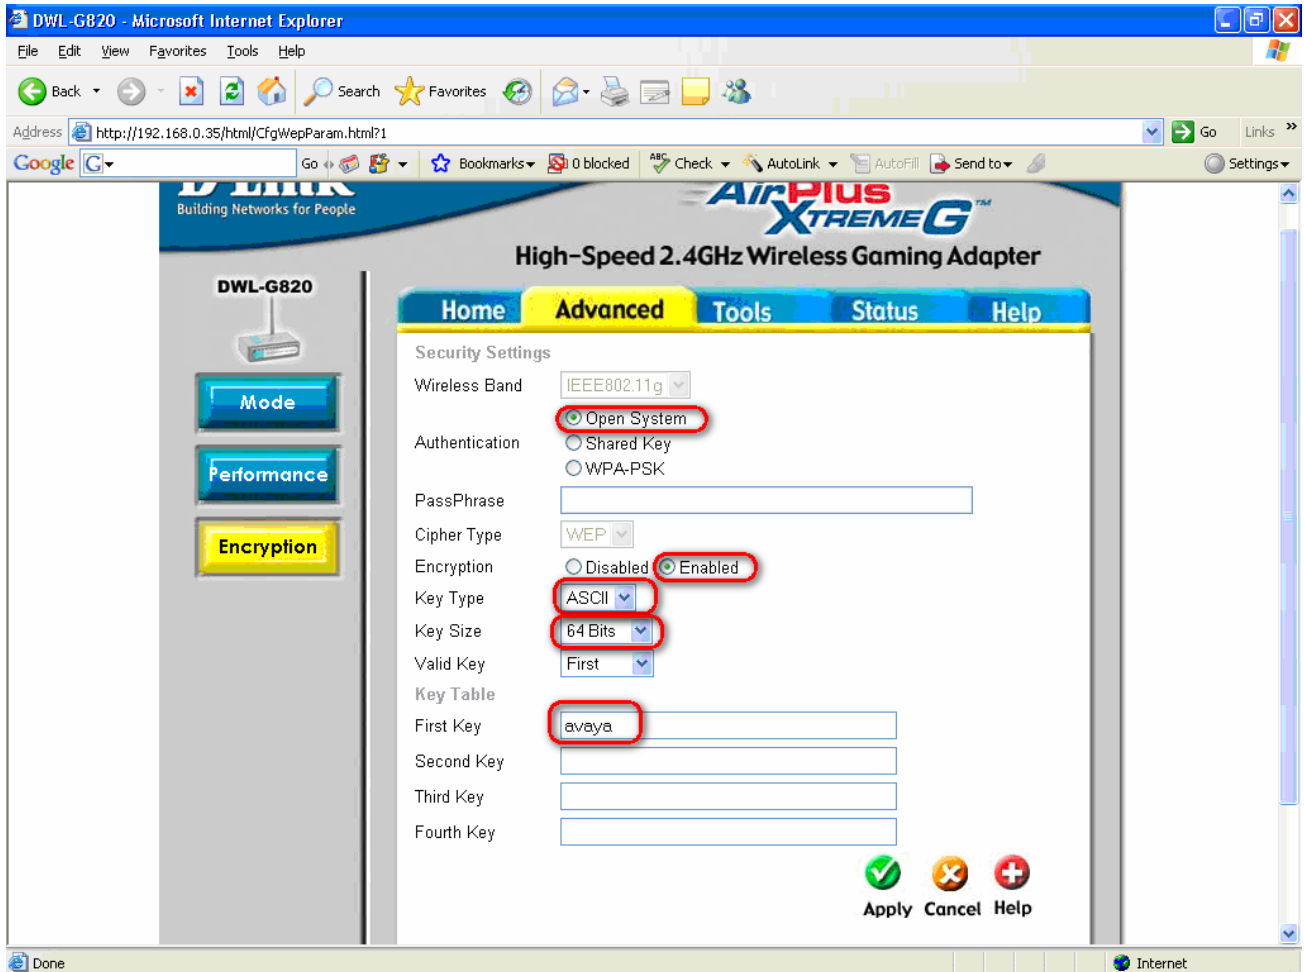 DWL-G820 - Microsoft Internet Explorer
File Edit View Favorites Tools Help
Back Search Favorites
Address http://192.168.0.35/html/CfgWepParam.html?1 Go Links »
Google G Go Bookmarks 0 blocked ABC Check AutoLink AutoFill Send to Settings
D-Link
Building Networks for People
AirPlus
XTREME G™
High-Speed 2.4GHz Wireless Gaming Adapter
DWL-G820
Home Advanced Tools Status Help
Mode
Performance
Encryption
Security Settings
Wireless Band IEEE802.11g
Authentication
Open System
Shared Key
WPA-PSK
PassPhrase
Cipher Type WEP
Encryption Disabled Enabled
Key Type ASCII
Key Size 64 Bits
Valid Key First
Key Table
First Key avaya
Second Key
Third Key
Fourth Key
Apply Cancel Help
Done Internet